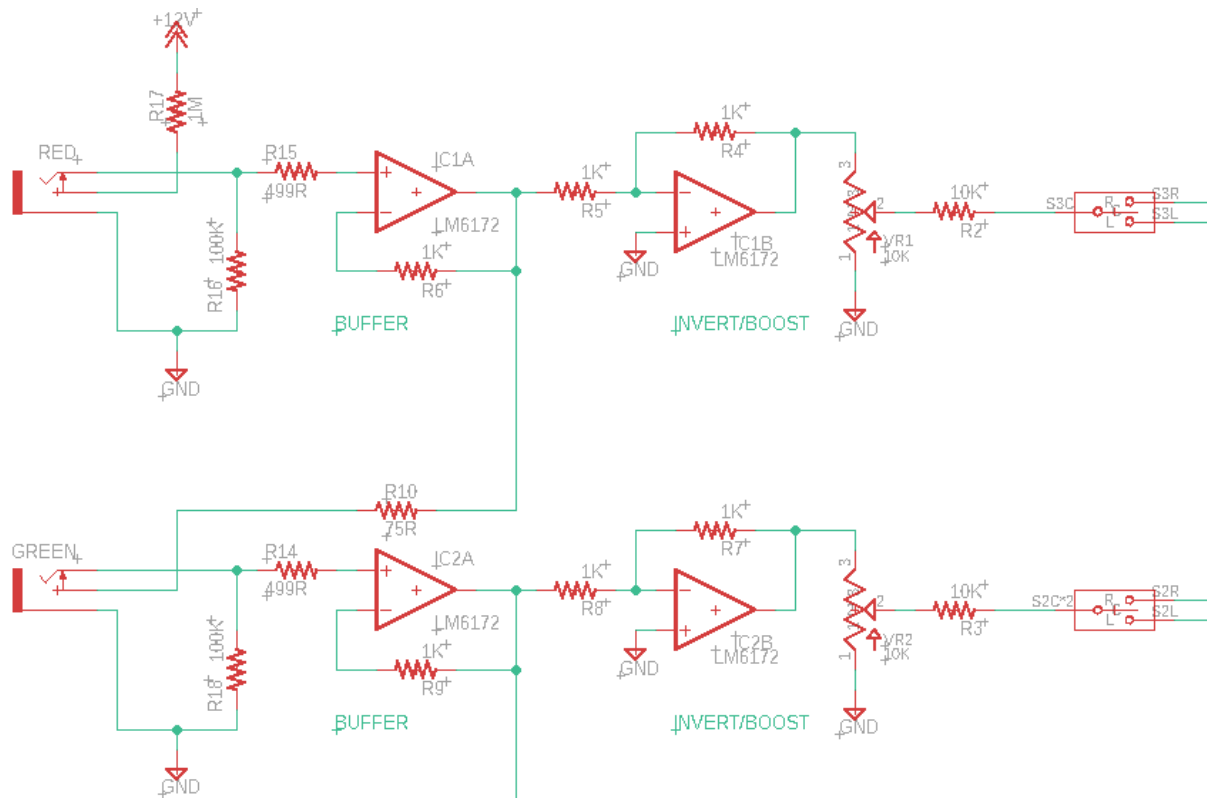 +12V
R17
1M
RED
R15
499R
IC1A
LM6172
1K
R6
100K
R16
BUFFER
GND
1K
R5
1K
R4
IC1B
LM6172
GND
INVERT/BOOST
3
2
1
VR1
10K
GND
10K
R2
S3C
R
C
L
S3R
S3L
R10
75R
GREEN
R14
499R
IC2A
LM6172
1K
R9
100K
R18
BUFFER
GND
1K
R8
1K
R7
IC2B
LM6172
GND
INVERT/BOOST
3
2
1
VR2
10K
GND
10K
R3
S2C*2
R
C
L
S2R
S2L